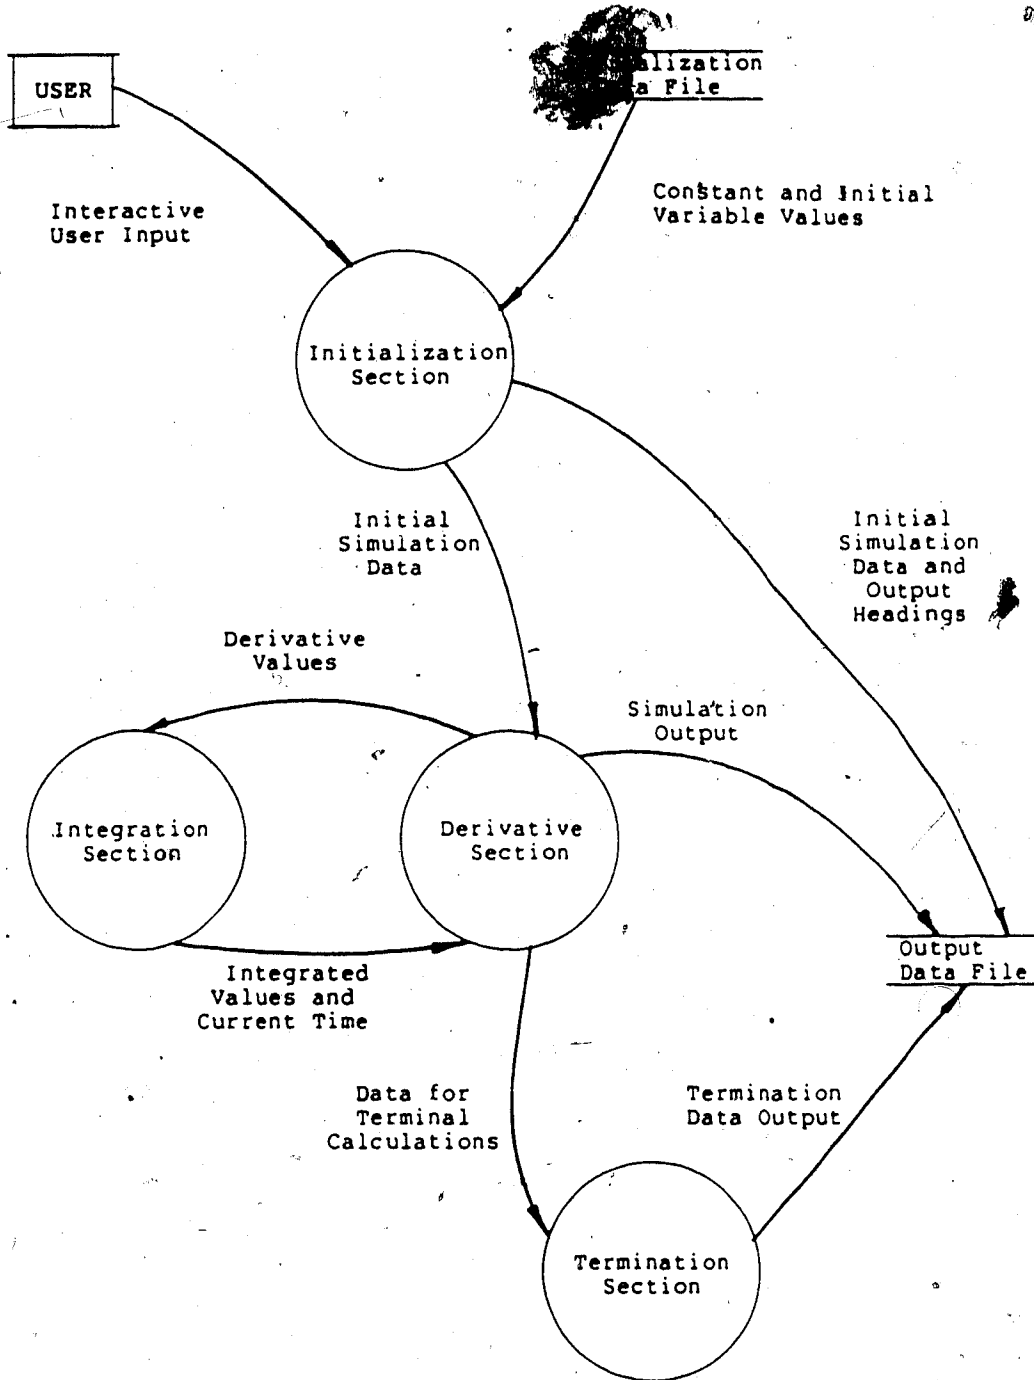 USER
File
Interactive
User Input
Constant and Initial
Variable Values
Initialization
Section
Initial
Simulation
Data
Initial
Simulation
Data and
Output
Headings
Derivative
Values
Simulation
Output
Integration
Section
Derivative
Section
Output
Data File
Integrated
Values and
Current Time
Data for
Terminal
Calculations
Termination
Data Output
Termination
Section